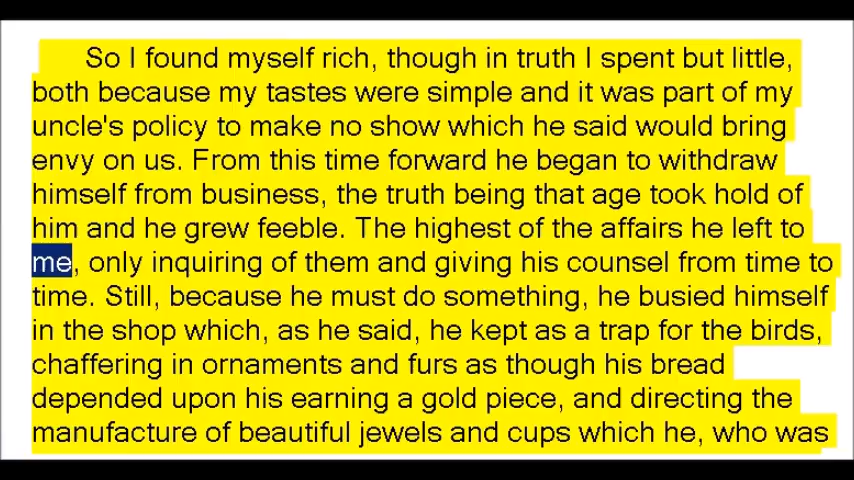 So I found myself rich, though in truth I spent but little,
both because my tastes were simple and it was part of my
uncle's policy to make no show which he said would bring
envy on us. From this time forward he began to withdraw
himself from business, the truth being that age took hold of
him and he grew feeble. The highest of the affairs he left to
me, only inquiring of them and giving his counsel from time to
time. Still, because he must do something, he busied himself
in the shop which, as he said, he kept as a trap for the birds,
chaffering in ornaments and furs as though his bread
depended upon his earning a gold piece, and directing the
manufacture of beautiful jewels and cups which he, who was